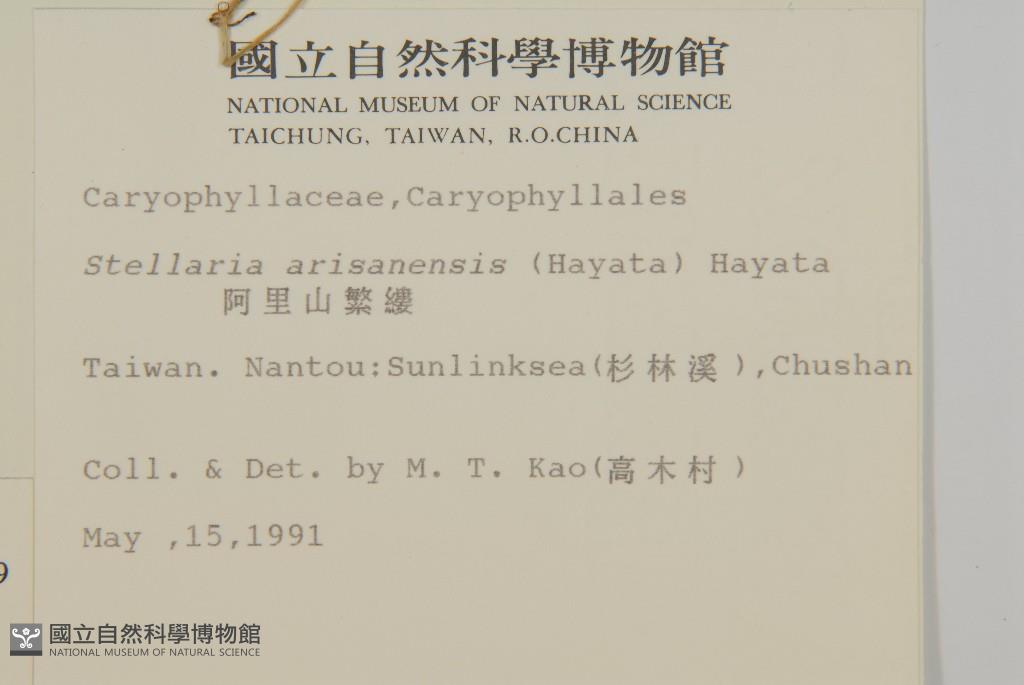 國立自然科學博物館
NATIONAL MUSEUM OF NATURAL SCIENCE
TAICHUNG, TAIWAN, R.O.CHINA
Caryophyllaceae,Caryophyllales
Stellaria arisanensis (Hayata) Hayata
阿里山繁縷
Taiwan. Nantou:Sunlinksea(杉林溪),Chushan
Coll. & Det. by M. T. Kao(高木村)
May ,15,1991
9
國立自然科學博物館
NATIONAL MUSEUM OF NATURAL SCIENCE